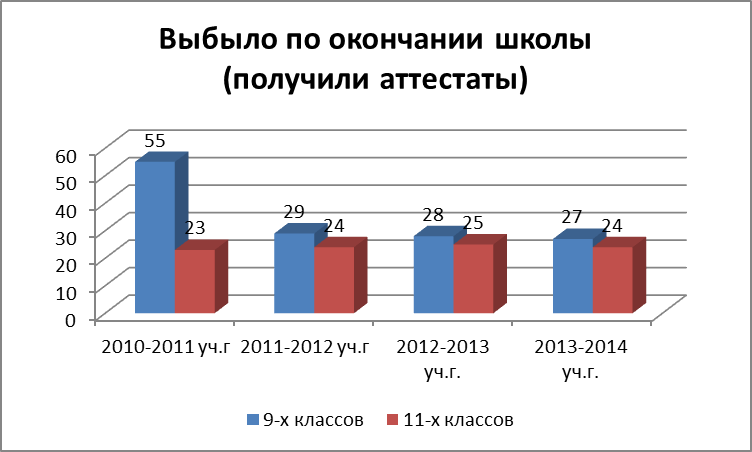 Выбыло по окончании школы
(получили аттестаты)
55
23
29
24
28
25
27
24
60
50
40
30
20
10
0
2010-2011 уч.г
2011-2012 уч.г
2012-2013
уч.г.
2013-2014
уч.г.
9-х классов
11-х классов